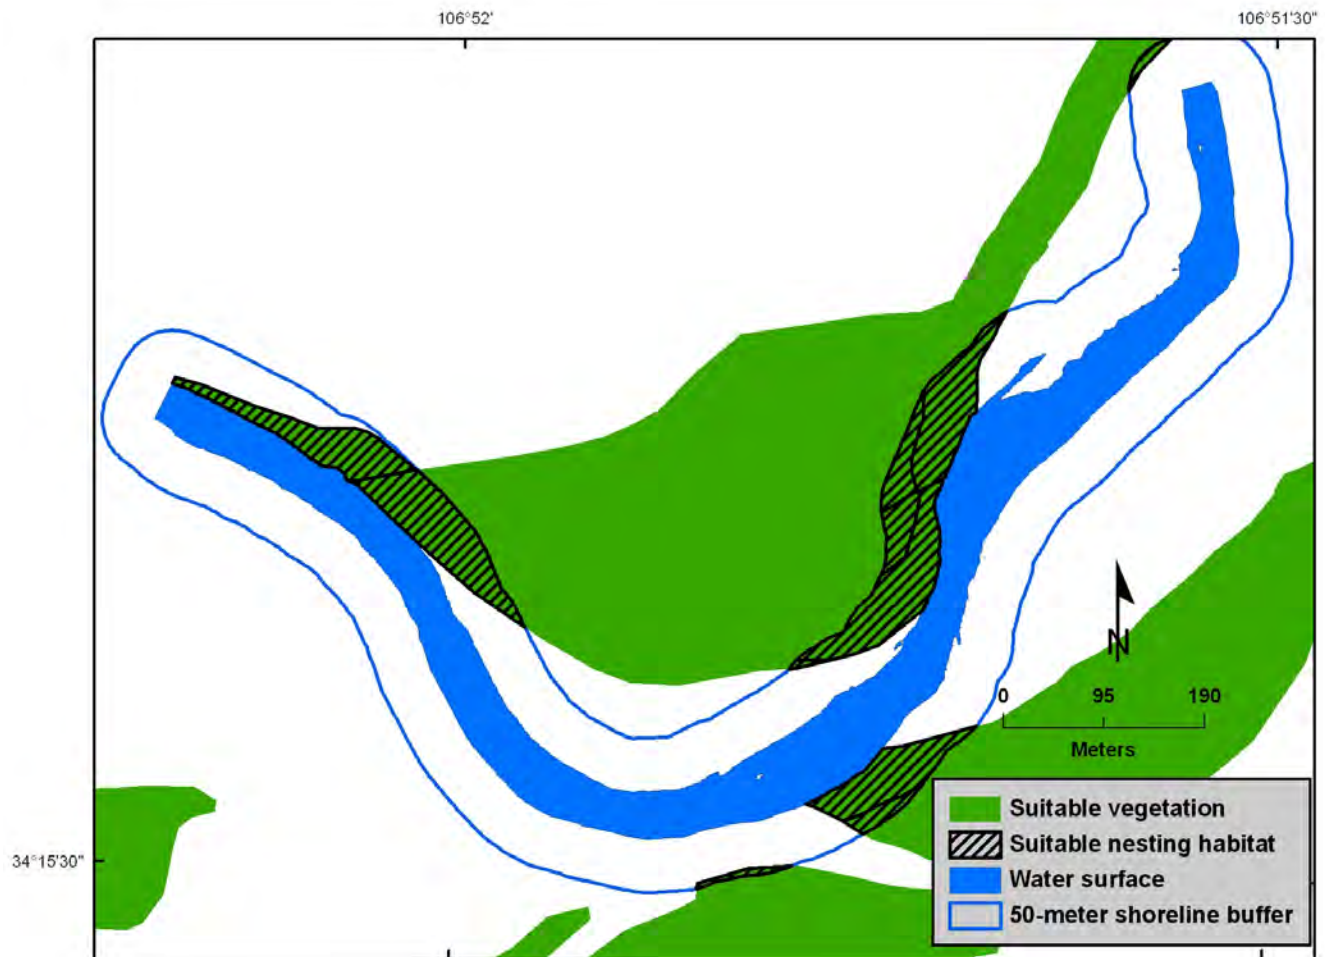 106°52'
106°51'30"
N
0 95 190
Meters
Suitable vegetation
Suitable nesting habitat
34°15'30"
Water surface
50-meter shoreline buffer